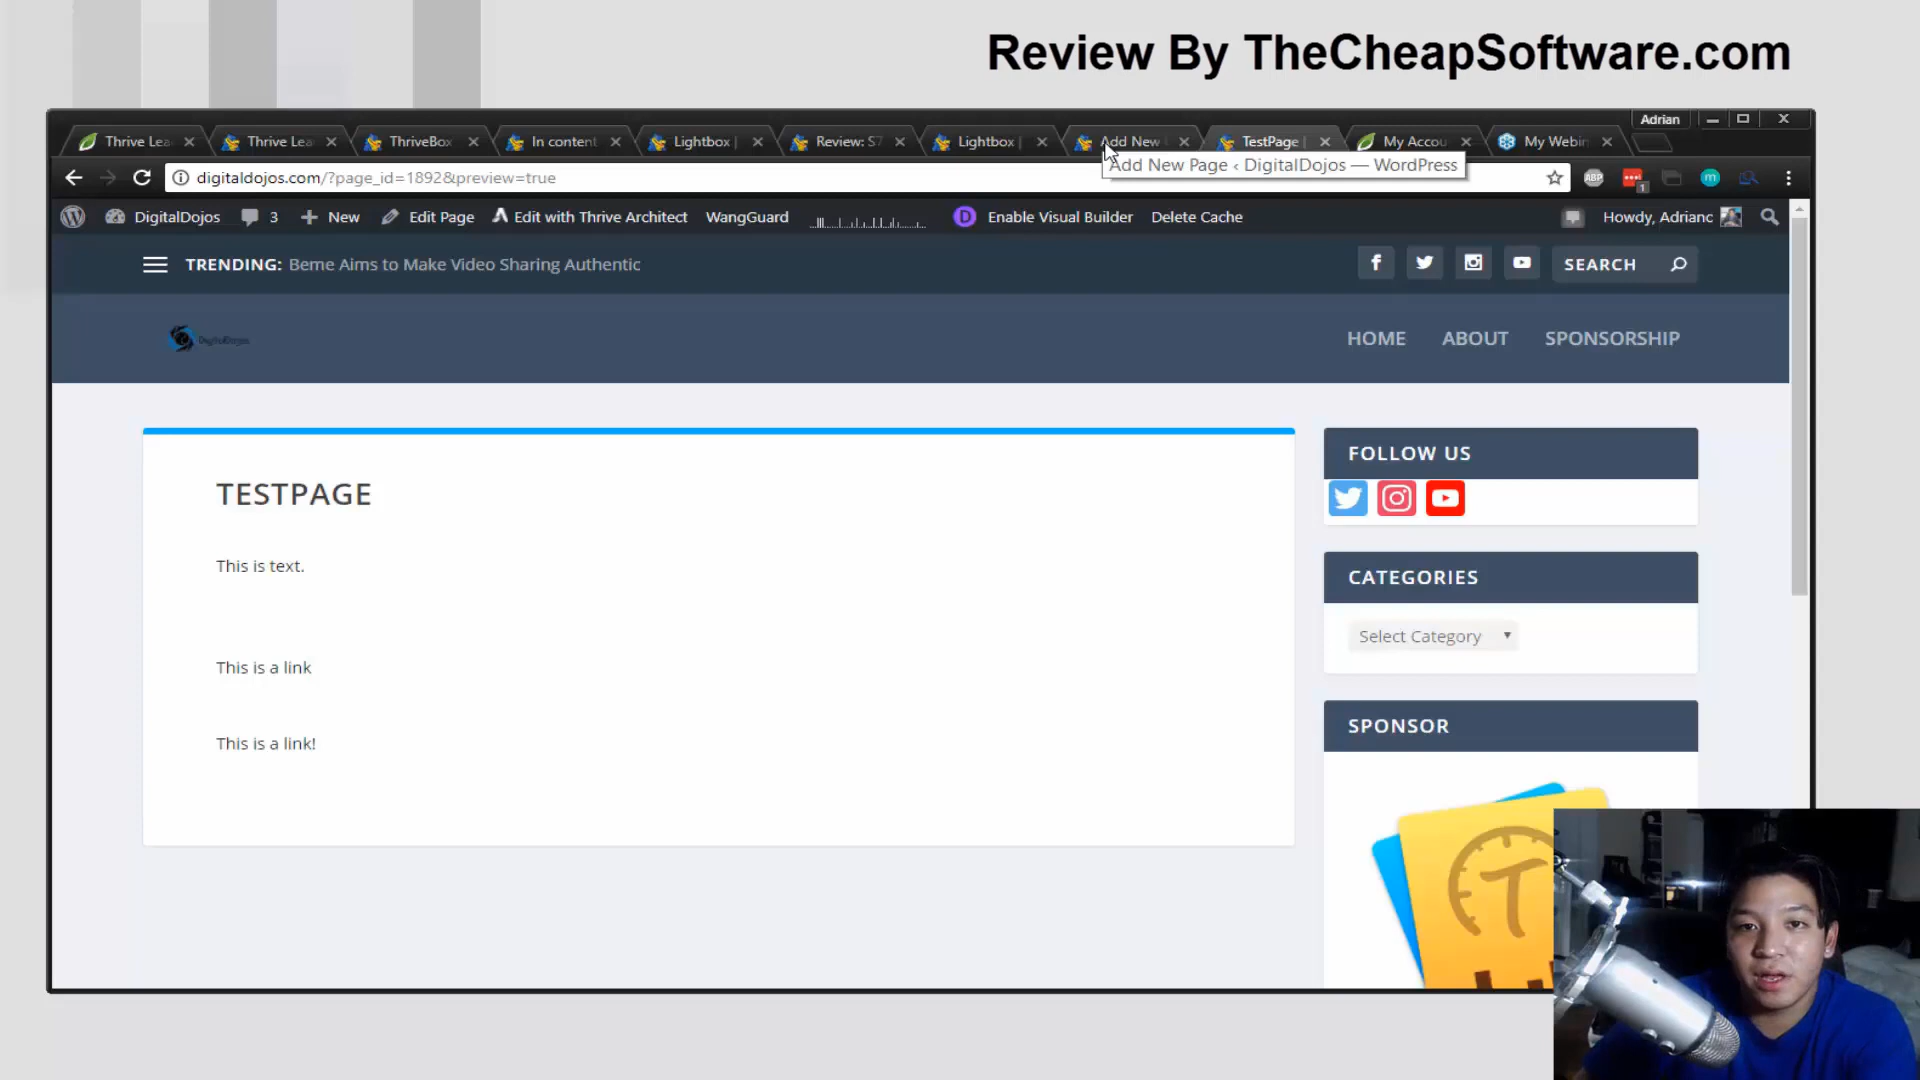 Review By TheCheapSoftware.com
Adrian
Thrive Lea
Thrive Lea
ThriveBox
In content
Lightbox |
Review: S7
Lightbox |
Add New
TestPage |
My Accou
My Webin
Add New Page ‹ DigitalDojos — WordPress
digitaldojos.com/?page_id=1892&preview=true
ABP
1
m
DigitalDojos
3
New
Edit Page
Edit with Thrive Architect
WangGuard
D
Enable Visual Builder
Delete Cache
Howdy, Adrianc
TRENDING: Beme Aims to Make Video Sharing Authentic
SEARCH
DigitalDojos
HOME
ABOUT
SPONSORSHIP
TESTPAGE
This is text.
This is a link
This is a link!
FOLLOW US
CATEGORIES
Select Category
SPONSOR
T